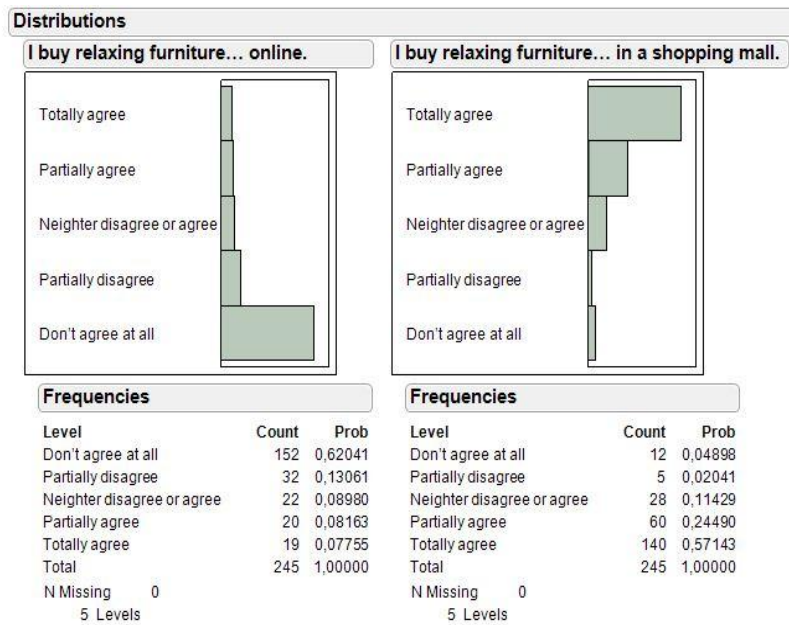 Distributions
I buy relaxing furniture… online.
Totally agree
Partially agree
Neighter disagree or agree
Partially disagree
Don't agree at all
Frequencies
Level Count Prob
Don't agree at all 152 0,62041
Partially disagree 32 0,13061
Neighter disagree or agree 22 0,08980
Partially agree 20 0,08163
Totally agree 19 0,07755
Total 245 1,00000
N Missing 0
5 Levels
I buy relaxing furniture… in a shopping mall.
Totally agree
Partially agree
Neighter disagree or agree
Partially disagree
Don't agree at all
Frequencies
Level Count Prob
Don't agree at all 12 0,04898
Partially disagree 5 0,02041
Neighter disagree or agree 28 0,11429
Partially agree 60 0,24490
Totally agree 140 0,57143
Total 245 1,00000
N Missing 0
5 Levels